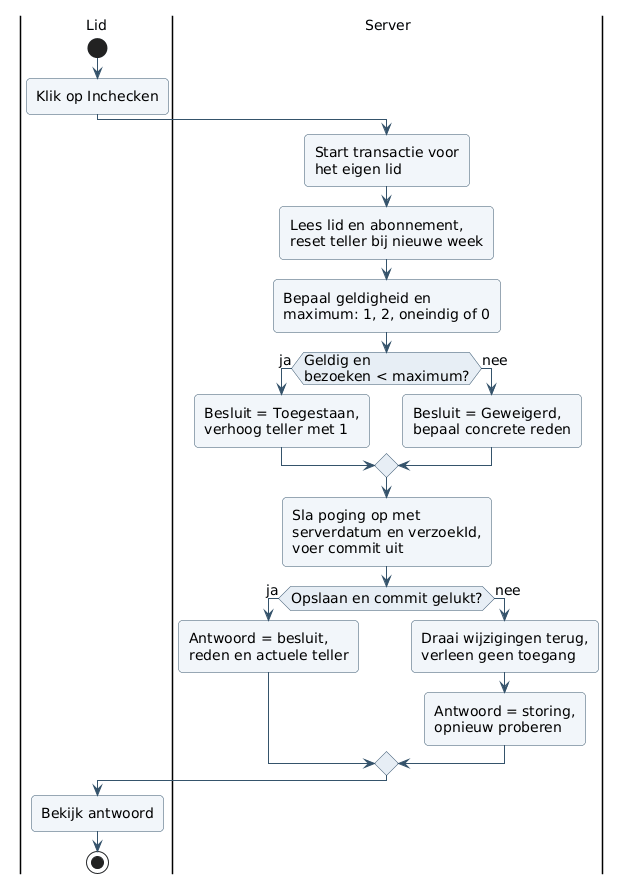 Lid
Server
Klik op Inchecken
Start transactie voor
het eigen lid
Lees lid en abonnement,
reset teller bij nieuwe week
Bepaal geldigheid en
maximum: 1, 2, oneindig of 0
ja
Geldig en
bezoeken < maximum?
nee
Besluit = Toegestaan,
verhoog teller met 1
Besluit = Geweigerd,
bepaal concrete reden
Sla poging op met
serverdatum en verzoekId,
voer commit uit
ja
Opslaan en commit gelukt?
nee
Antwoord = besluit,
reden en actuele teller
Draai wijzigingen terug,
verleen geen toegang
Antwoord = storing,
opnieuw proberen
Bekijk antwoord